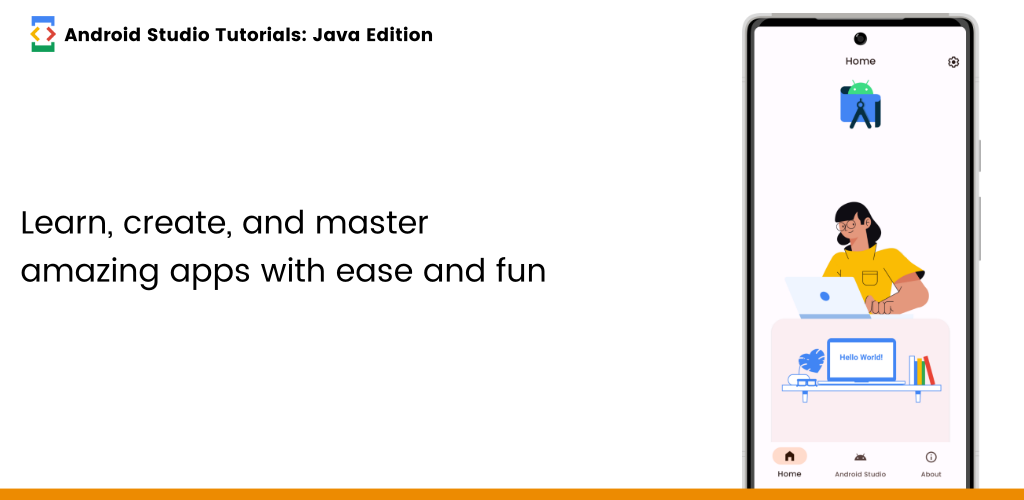 Android Studio Tutorials: Java Edition
Learn, create, and master
amazing apps with ease and fun
Home
Hello World!
Home
Android Studio
About